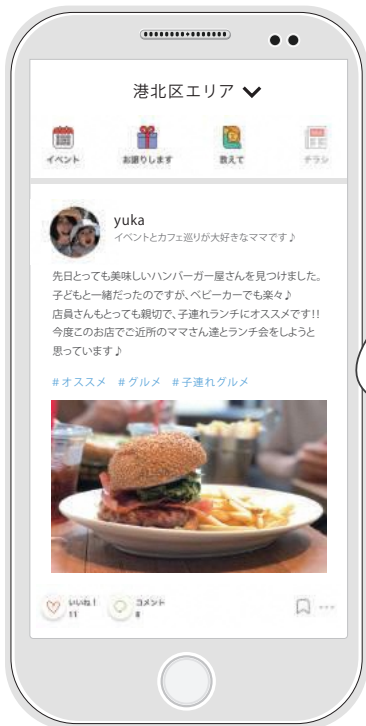 港北区エリア
イベント
お譲りします
教えて
チラシ
yuka
イベントとカフェ巡りが大好きなママです♪
先日とっても美味しいハンバーガー屋さんを見つけました。
子どもと一緒だったのですが、ベビーカーでも楽々♪
店員さんもとっても親切で、子連れランチにオススメです!!
今度このお店でご近所のママさん達とランチ会をしようと
思っています♪
#オススメ #グルメ #子連れグルメ
いいね!
11
コメント
8